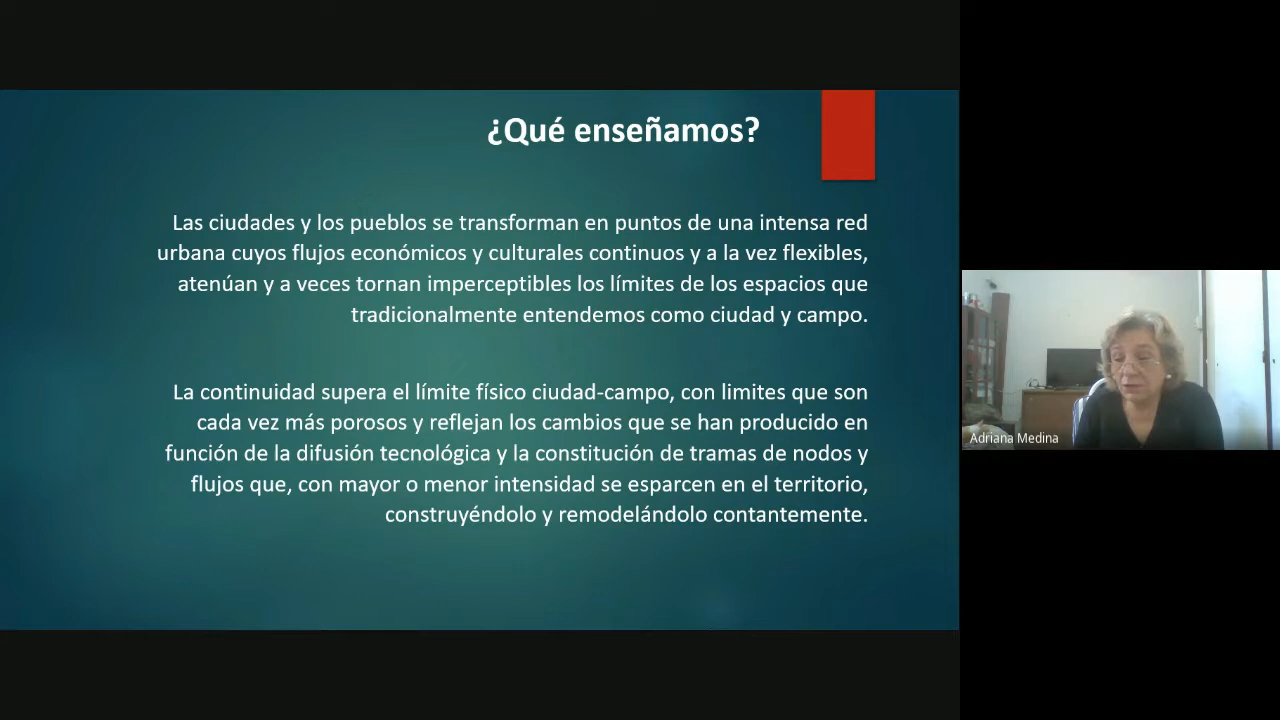 ¿Qué enseñamos?
Las ciudades y los pueblos se transforman en puntos de una intensa red
urbana cuyos flujos económicos y culturales continuos y a la vez flexibles,
atenúan y a veces tornan imperceptibles los límites de los espacios que
tradicionalmente entendemos como ciudad y campo.
La continuidad supera el límite físico ciudad-campo, con limites que son
cada vez más porosos y reflejan los cambios que se han producido en
función de la difusión tecnológica y la constitución de tramas de nodos y
flujos que, con mayor o menor intensidad se esparcen en el territorio,
construyéndolo y remodelándolo contantemente.
Adriana Medina